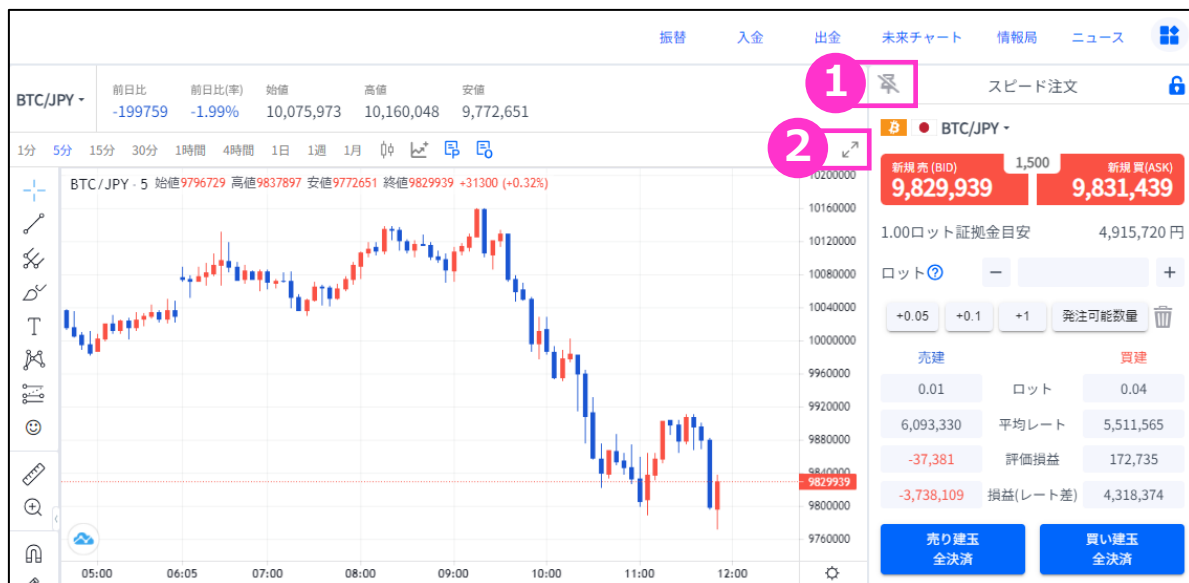 振替 入金 出金 未来チャート 情報局 ニュース
BTC/JPY
前日比 前日比(率) 始値 高値 安値
-199759 -1.99% 10,075,973 10,160,048 9,772,651
1
スピード注文
1分 5分 15分 30分 1時間 4時間 1日 1週 1月
2
BTC/JPY · 5 始値9796729 高値9837897 安値9772651 終値9829939 +31300 (+0.32%)
10200000
10160000
10120000
10080000
10040000
10000000
9960000
9920000
9880000
9840000
9829939
9800000
9760000
05:00 06:05 07:00 08:00 09:00 10:00 11:00 12:00
BTC/JPY
新規 売 (BID) 1,500 新規 買(ASK)
9,829,939 9,831,439
1.00ロット証拠金目安 4,915,720 円
ロット ? − +
+0.05 +0.1 +1 発注可能数量
売建 買建
0.01 ロット 0.04
6,093,330 平均レート 5,511,565
-37,381 評価損益 172,735
-3,738,109 損益(レート差) 4,318,374
売り建玉 買い建玉
全決済 全決済